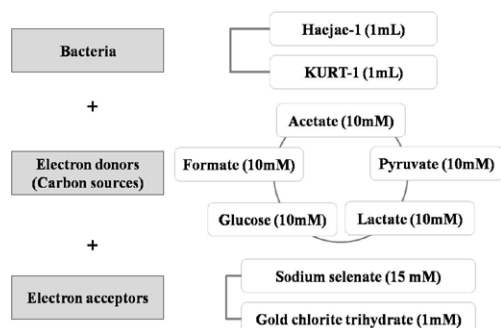 Haejae-1 (1mL)
Bacteria
KURT-1 (1mL)
+
Acetate (10mM)
Electron donors
(Carbon sources)
Formate (10mM)
Pyruvate (10mM)
Glucose (10mM)
Lactate (10mM)
+
Sodium selenate (15 mM)
Electron acceptors
Gold chlorite trihydrate (1mM)